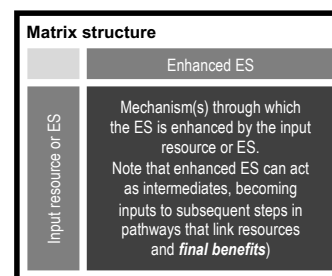 Matrix structure
Enhanced ES
Input resource or ES
Mechanism(s) through which
the ES is enhanced by the input
resource or ES.
Note that enhanced ES can act
as intermediates, becoming
inputs to subsequent steps in
pathways that link resources
and final benefits)